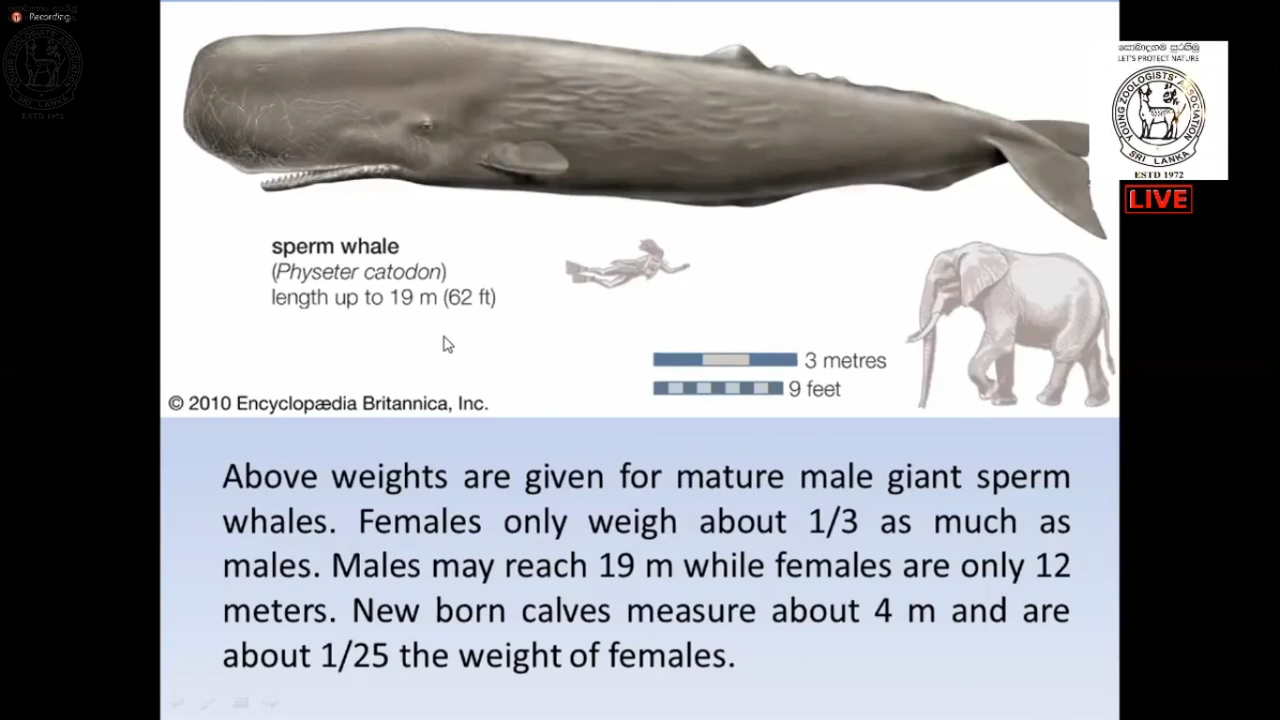 Recording
සොබාදහම සුරකිමු
LET'S PROTECT NATURE
YOUNG ZOOLOGISTS' ASSOCIATION
SRI LANKA
ESTD 1972
LIVE
sperm whale
(Physeter catodon)
length up to 19 m (62 ft)
3 metres
9 feet
© 2010 Encyclopædia Britannica, Inc.
Above weights are given for mature male giant sperm
whales. Females only weigh about 1/3 as much as
males. Males may reach 19 m while females are only 12
meters. New born calves measure about 4 m and are
about 1/25 the weight of females.